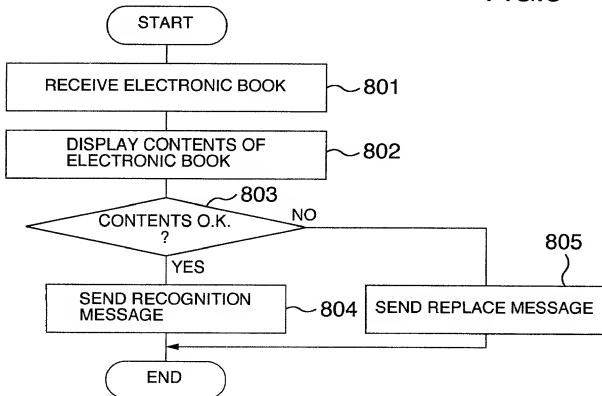 START
RECEIVE ELECTRONIC BOOK
801
DISPLAY CONTENTS OF
ELECTRONIC BOOK
802
803
CONTENTS O.K.
?
NO
YES
805
SEND RECOGNITION
MESSAGE
804
SEND REPLACE MESSAGE
END